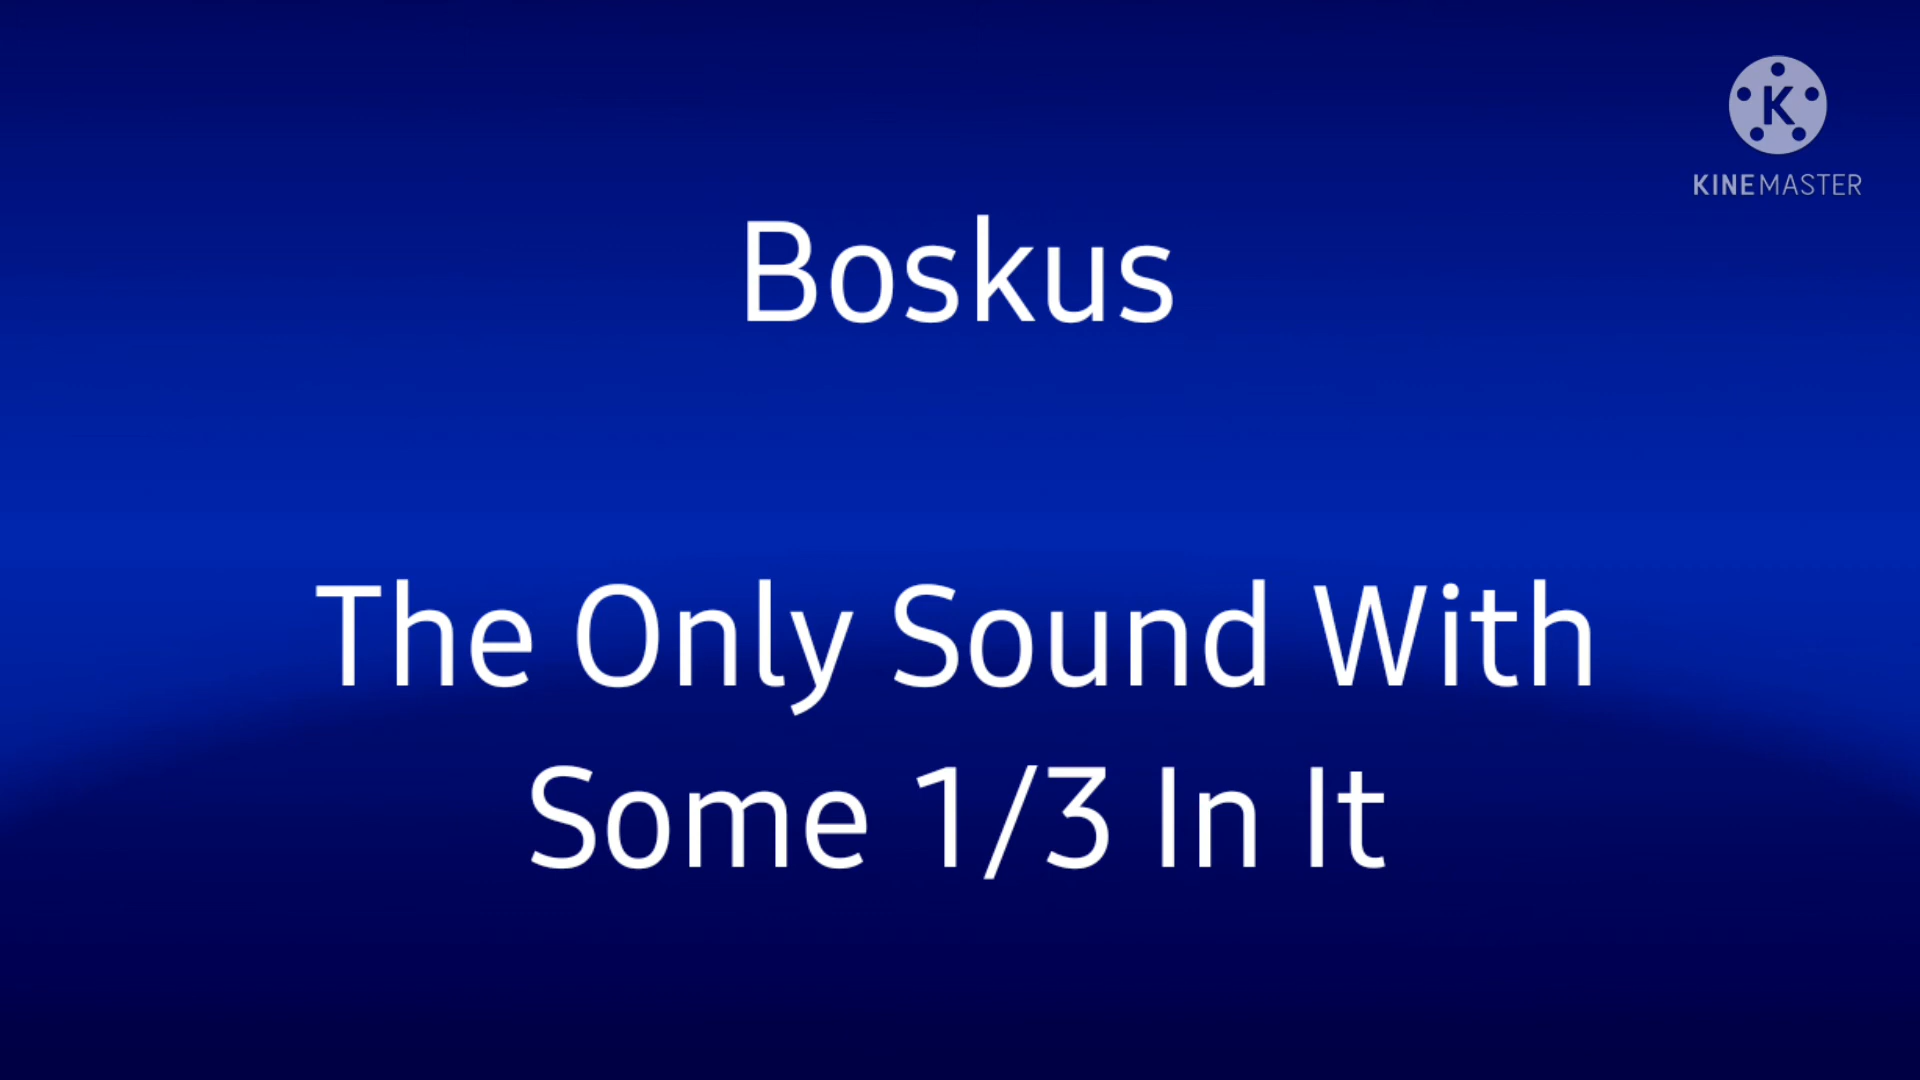 K
KINEMASTER
Boskus
The Only Sound With
Some 1/3 In It